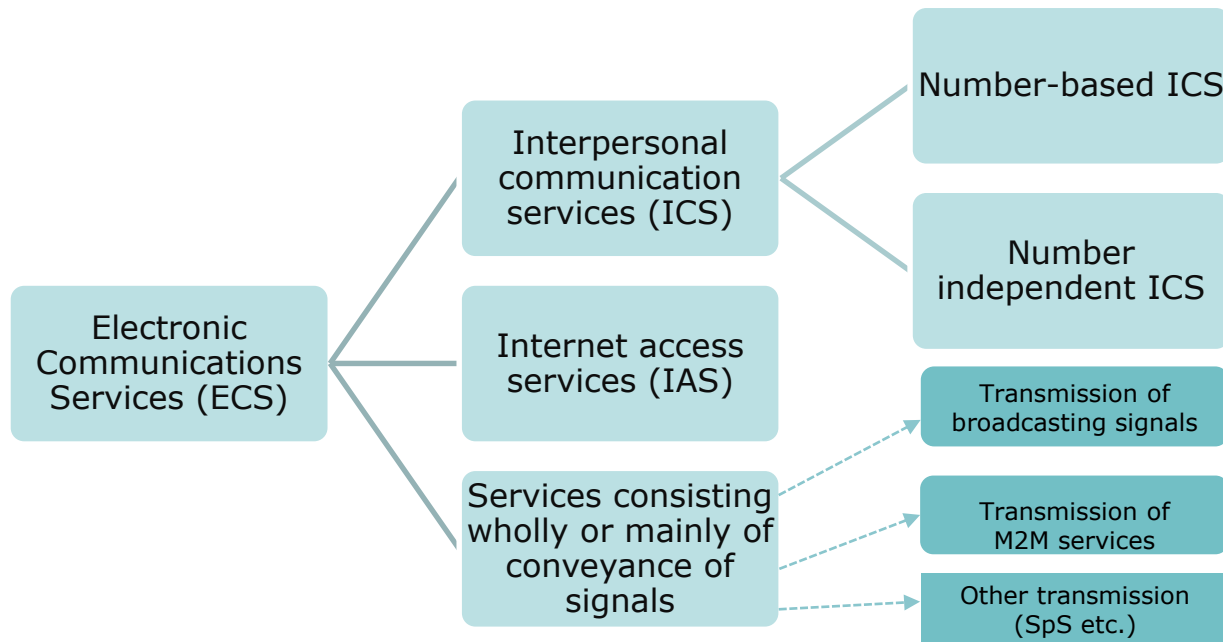 Number-based ICS
Interpersonal
communication
services (ICS)
Number
independent ICS
Electronic
Communications
Services (ECS)
Internet access
services (IAS)
Transmission of
broadcasting signals
Services consisting
wholly or mainly of
conveyance of
signals
Transmission of
M2M services
Other transmission
(SpS etc.)